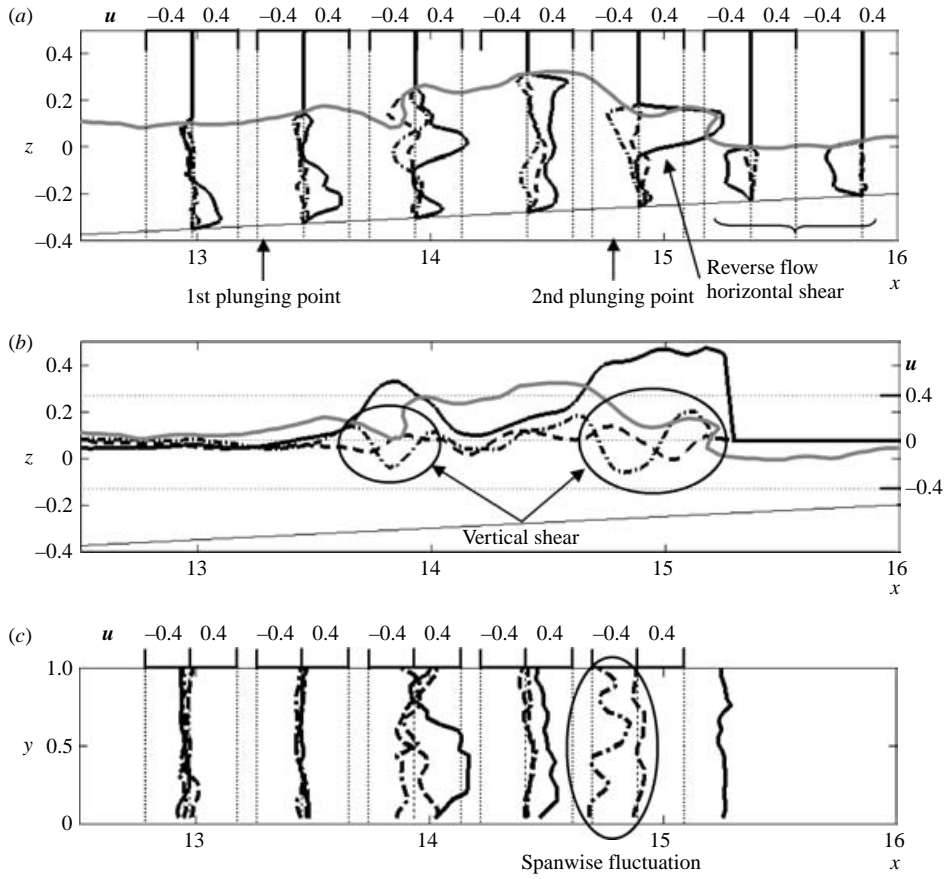 (a) u −0.4 0.4 −0.4 0.4 −0.4 0.4 −0.4 0.4 −0.4 0.4 −0.4 0.4 −0.4 0.4
0.4
0.2
z 0
−0.2
−0.4
13 14 15 16
x
1st plunging point
2nd plunging point
Reverse flow
horizontal shear
(b)
0.4 u
0.2 0.4
0 0
z
−0.2 −0.4
−0.4
Vertical shear
13 14 15 16
x
(c) u −0.4 0.4 −0.4 0.4 −0.4 0.4 −0.4 0.4 −0.4 0.4
1.0
y 0.5
0
13 14 15 16
Spanwise fluctuation x